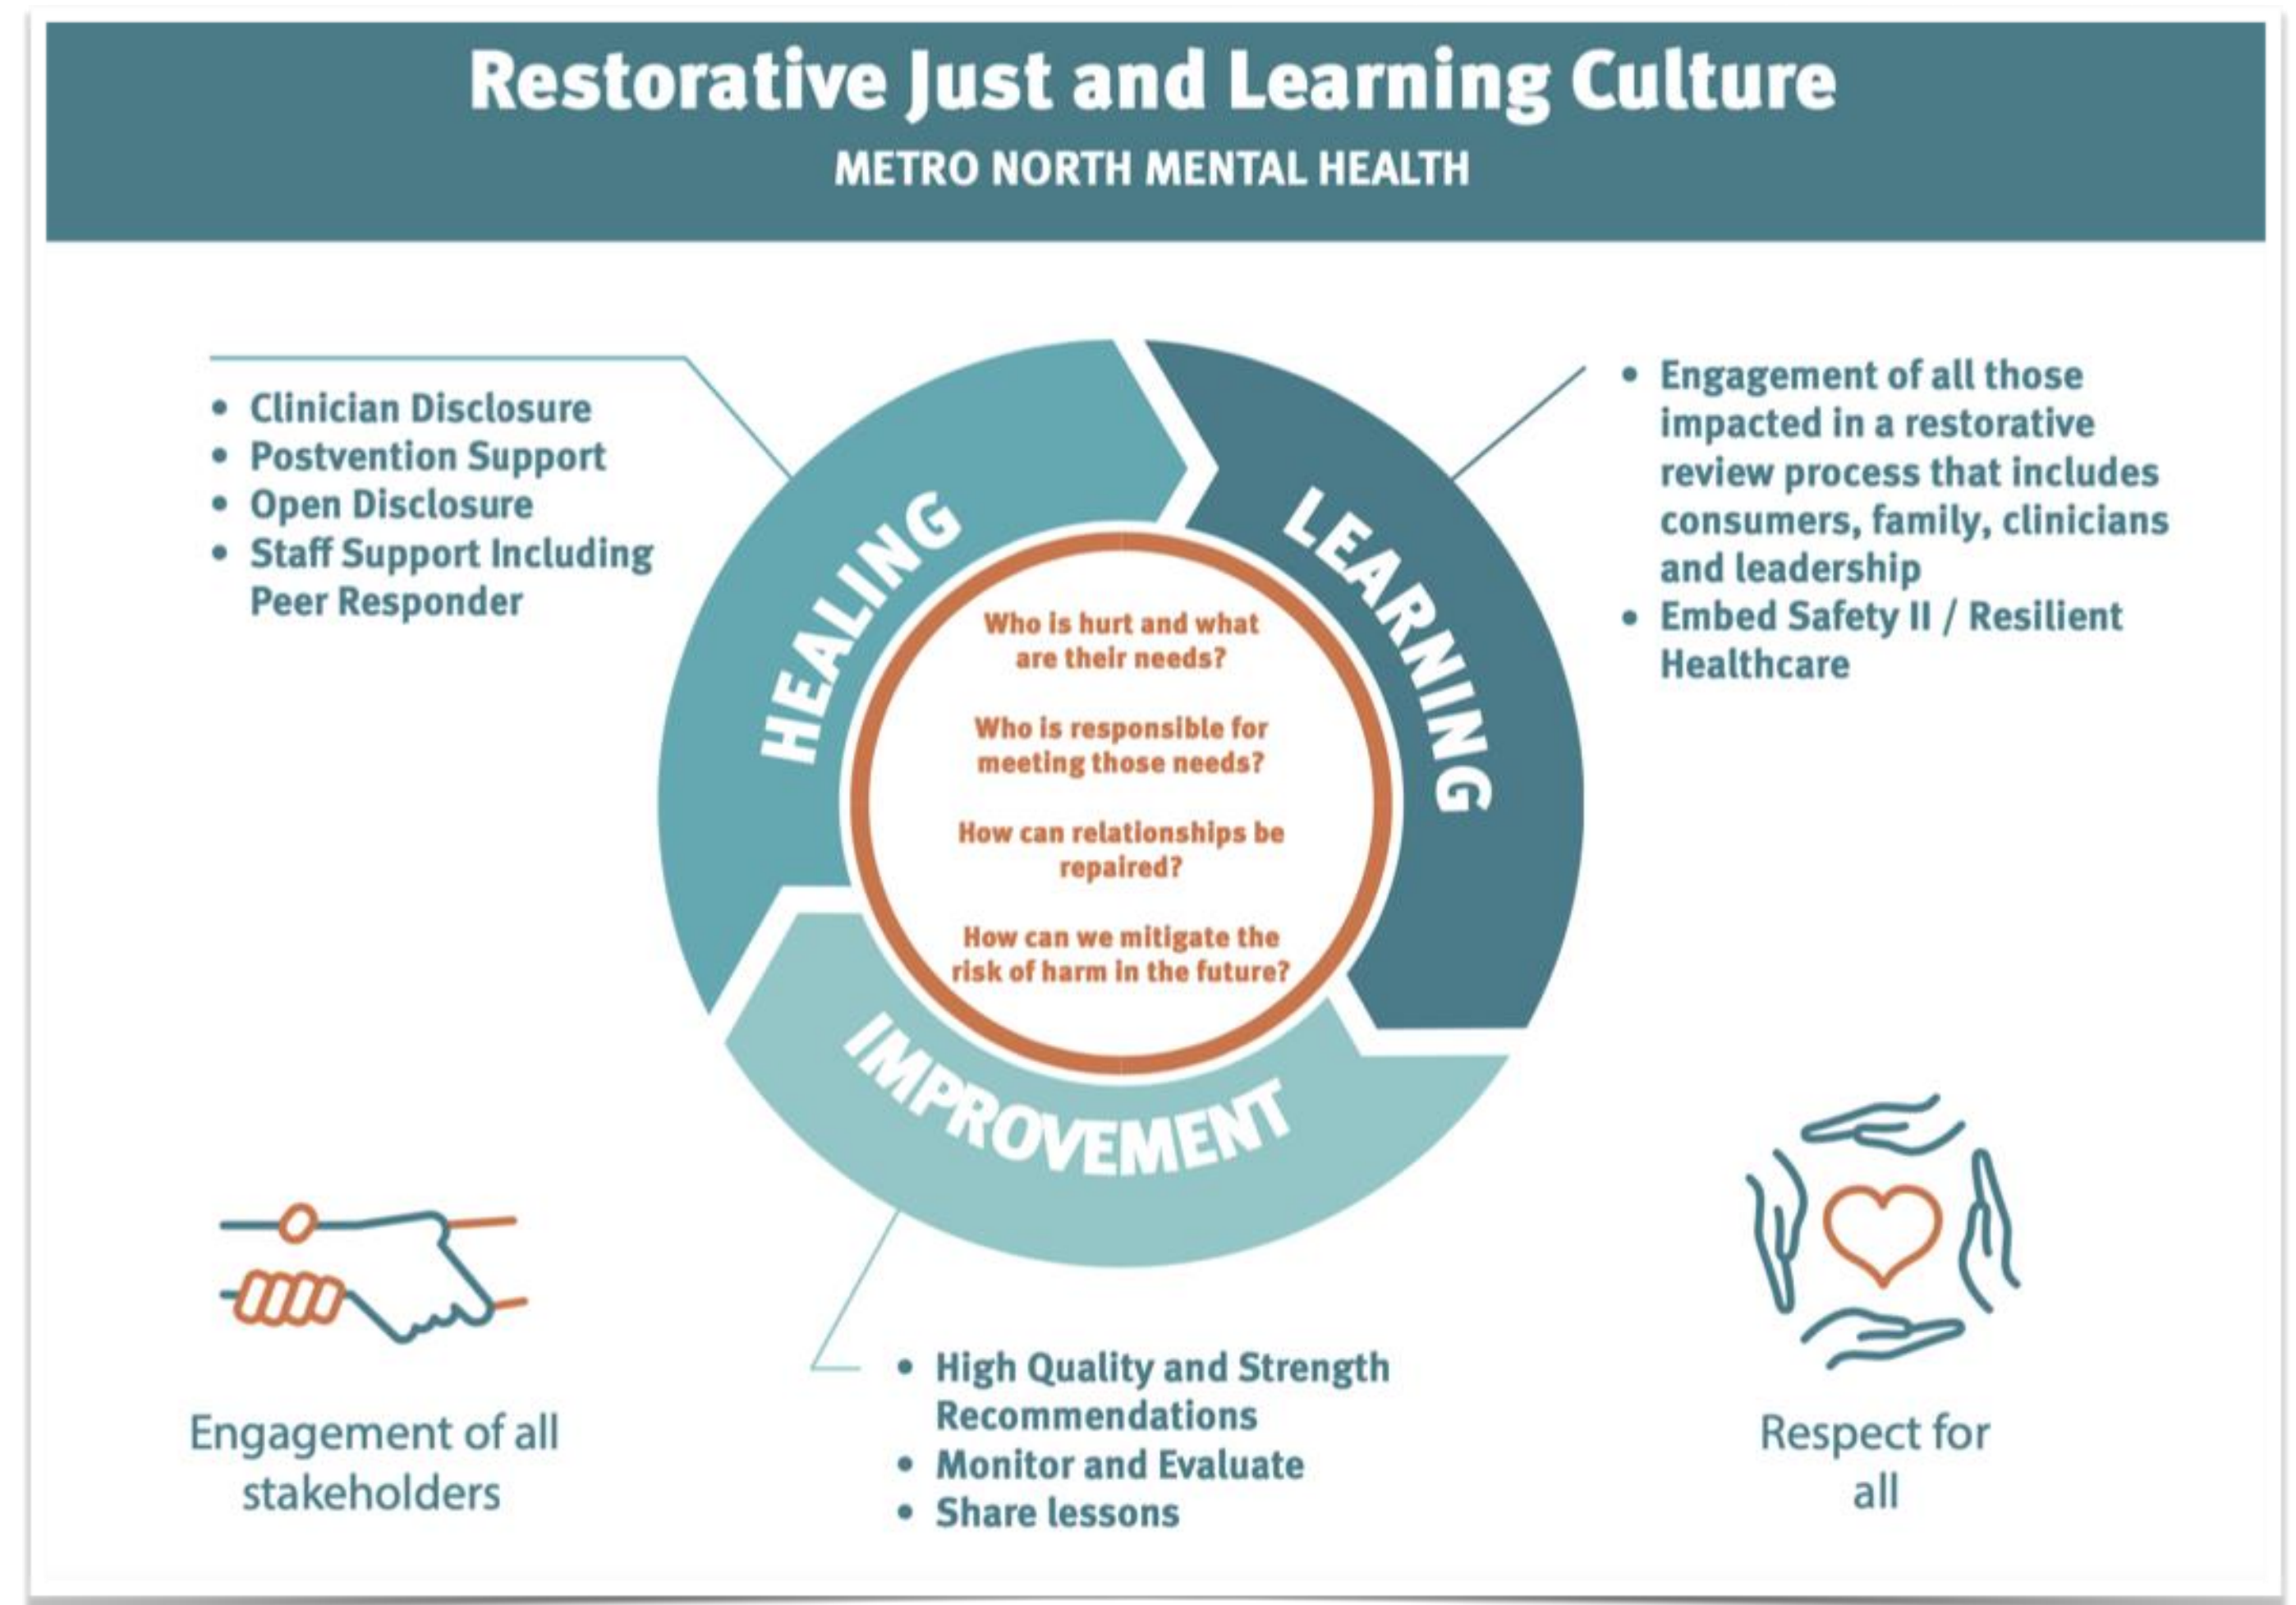 Restorative Just and Learning Culture
METRO NORTH MENTAL HEALTH
• Clinician Disclosure
• Postvention Support
• Open Disclosure
• Staff Support Including
Peer Responder
• Engagement of all those
impacted in a restorative
review process that includes
consumers, family, clinicians
and leadership
• Embed Safety II / Resilient
Healthcare
HEALING
LEARNING
IMPROVEMENT
Who is hurt and what
are their needs?
Who is responsible for
meeting those needs?
How can relationships be
repaired?
How can we mitigate the
risk of harm in the future?
• High Quality and Strength
Recommendations
• Monitor and Evaluate
• Share lessons
Engagement of all
stakeholders
Respect for
all